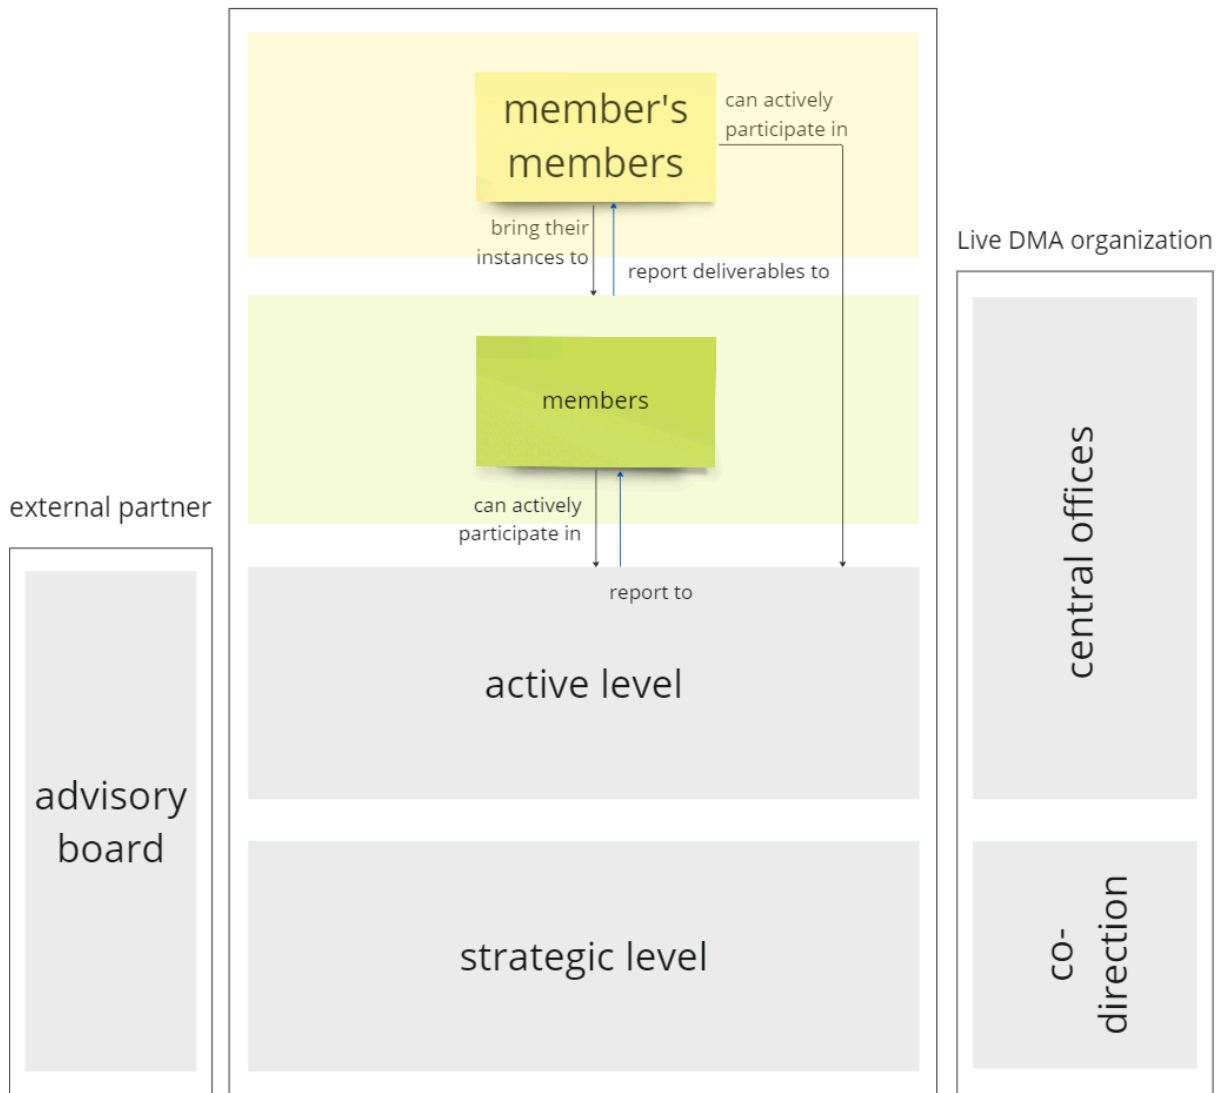 member's
members
can actively
participate in
bring their
instances to
report deliverables to
Live DMA organization
members
central offices
external partner
can actively
participate in
report to
active level
advisory
board
strategic level
co-
direction